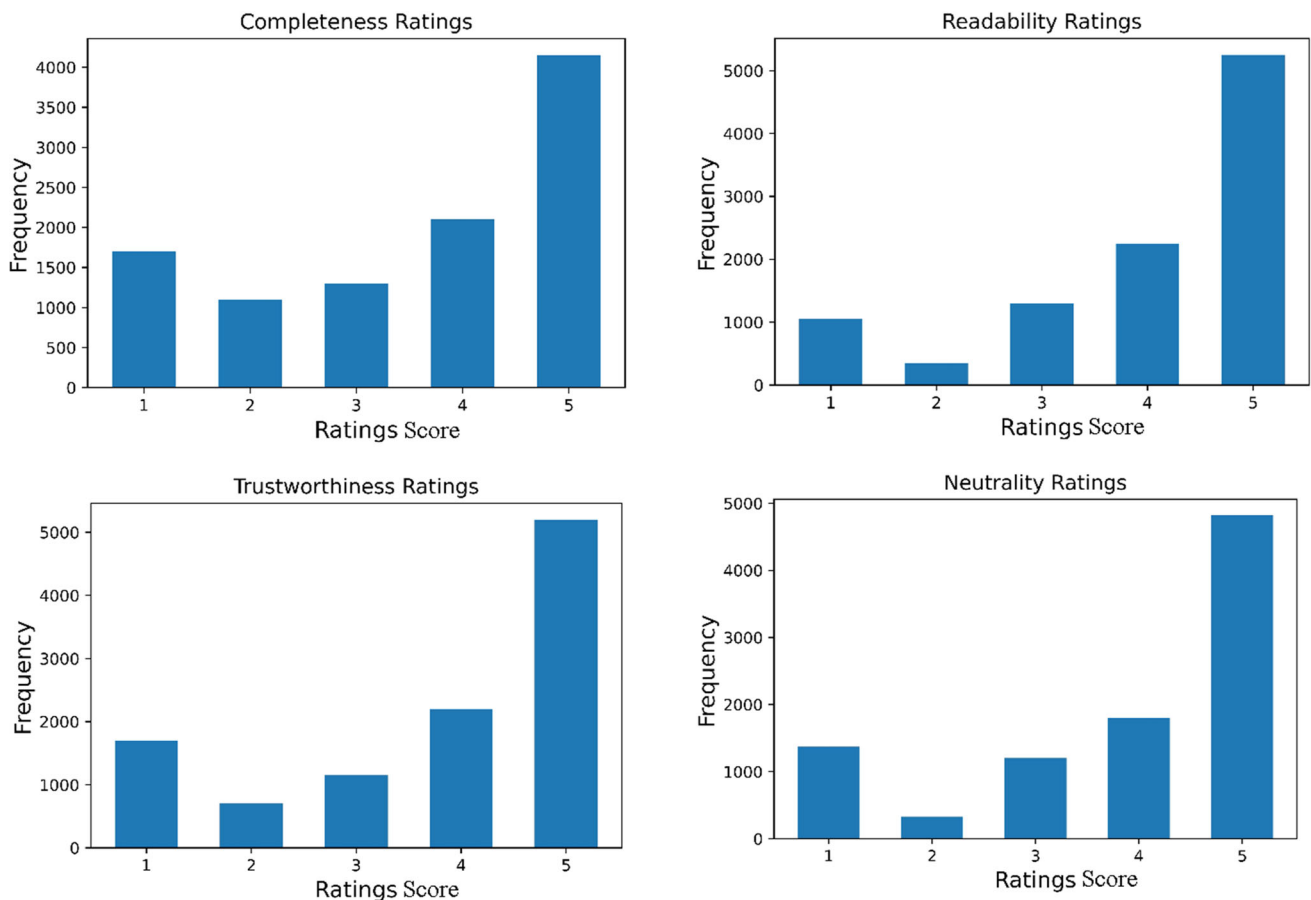 Completeness Ratings
4000
3500
3000
2500
2000
1500
1000
500
0
Frequency
1 2 3 4 5
Ratings Score
Readability Ratings
5000
4000
3000
2000
1000
0
Frequency
1 2 3 4 5
Ratings Score
Trustworthiness Ratings
5000
4000
3000
2000
1000
0
Frequency
1 2 3 4 5
Ratings Score
Neutrality Ratings
5000
4000
3000
2000
1000
0
Frequency
1 2 3 4 5
Ratings Score